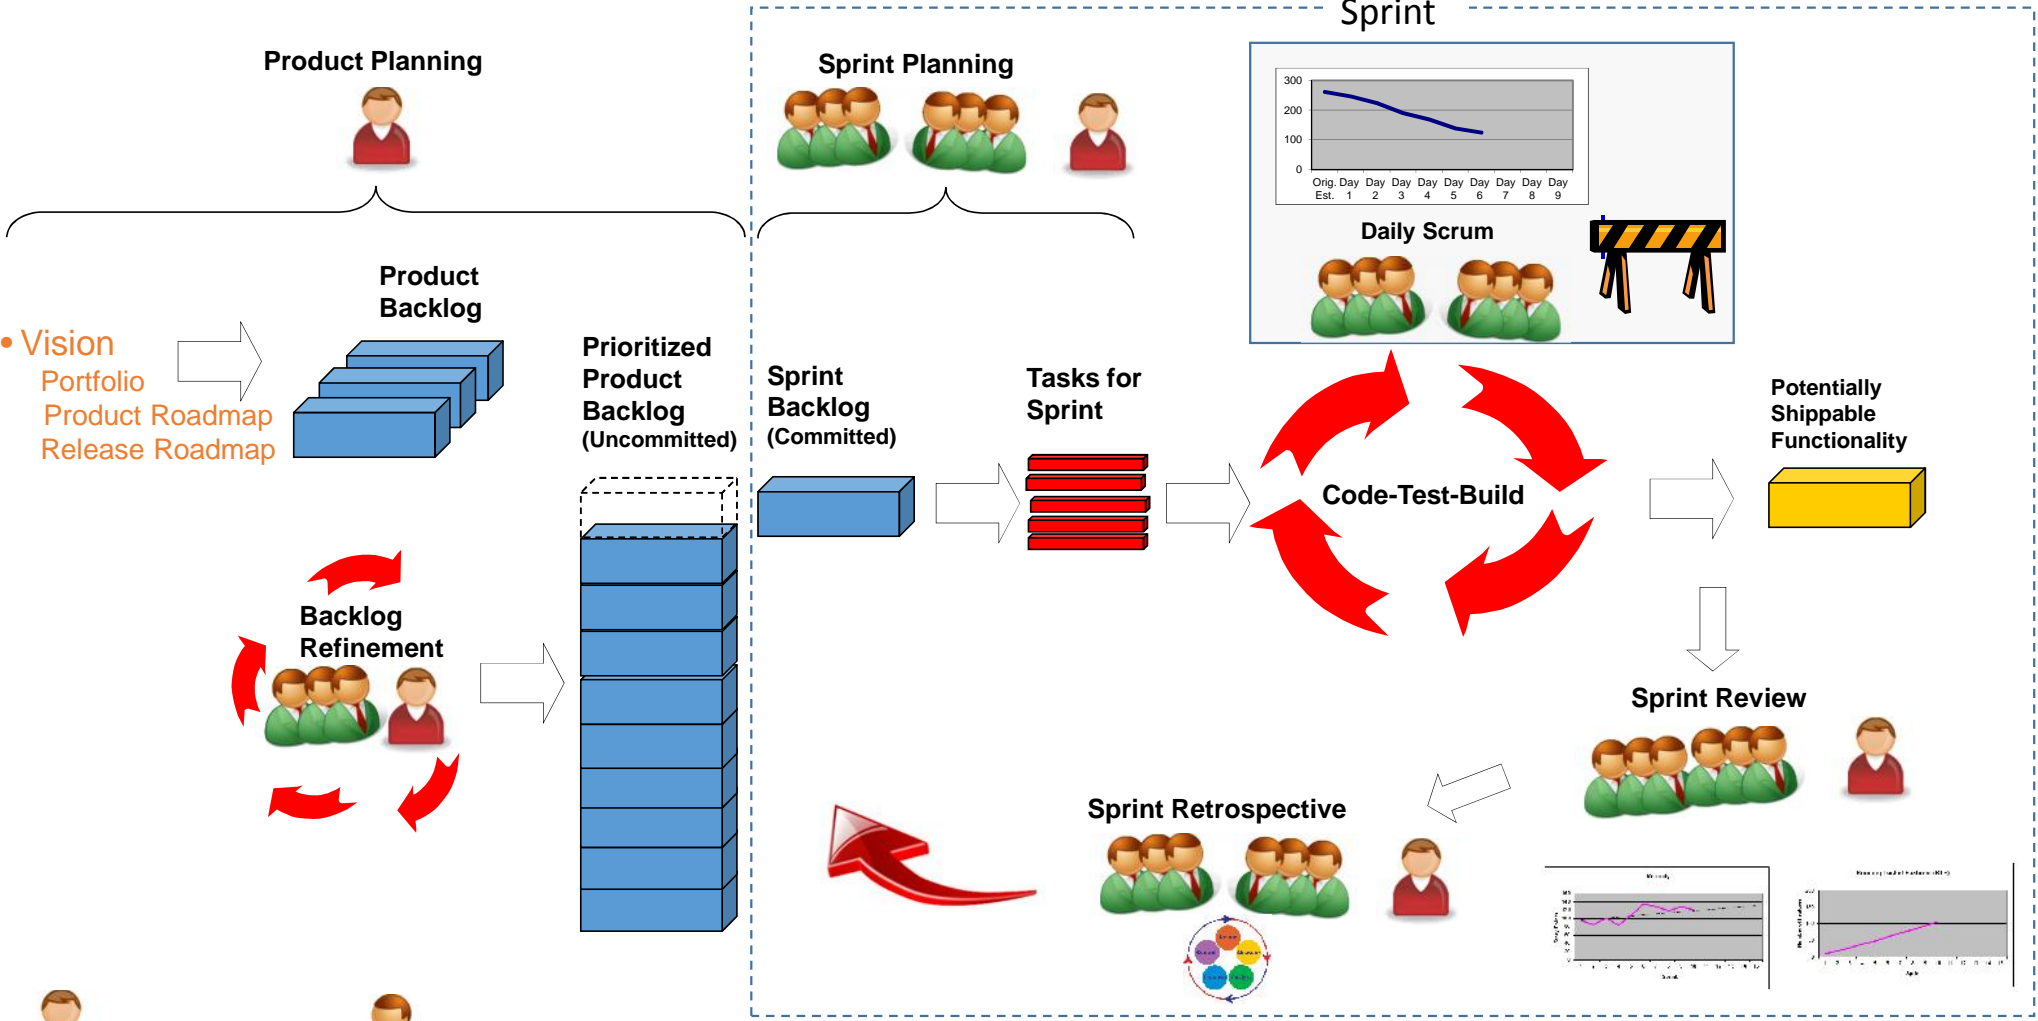 Sprint
Product Planning
Sprint Planning
300
200
100
0
Orig. Day Day Day Day Day Day Day Day Day
Est. 1 2 3 4 5 6 7 8 9
Daily Scrum
Product
Backlog
• Vision
Portfolio
Product Roadmap
Release Roadmap
Prioritized
Product
Backlog
(Uncommitted)
Sprint
Backlog
(Committed)
Tasks for
Sprint
Code-Test-Build
Potentially
Shippable
Functionality
Backlog
Refinement
Sprint Review
Sprint Retrospective